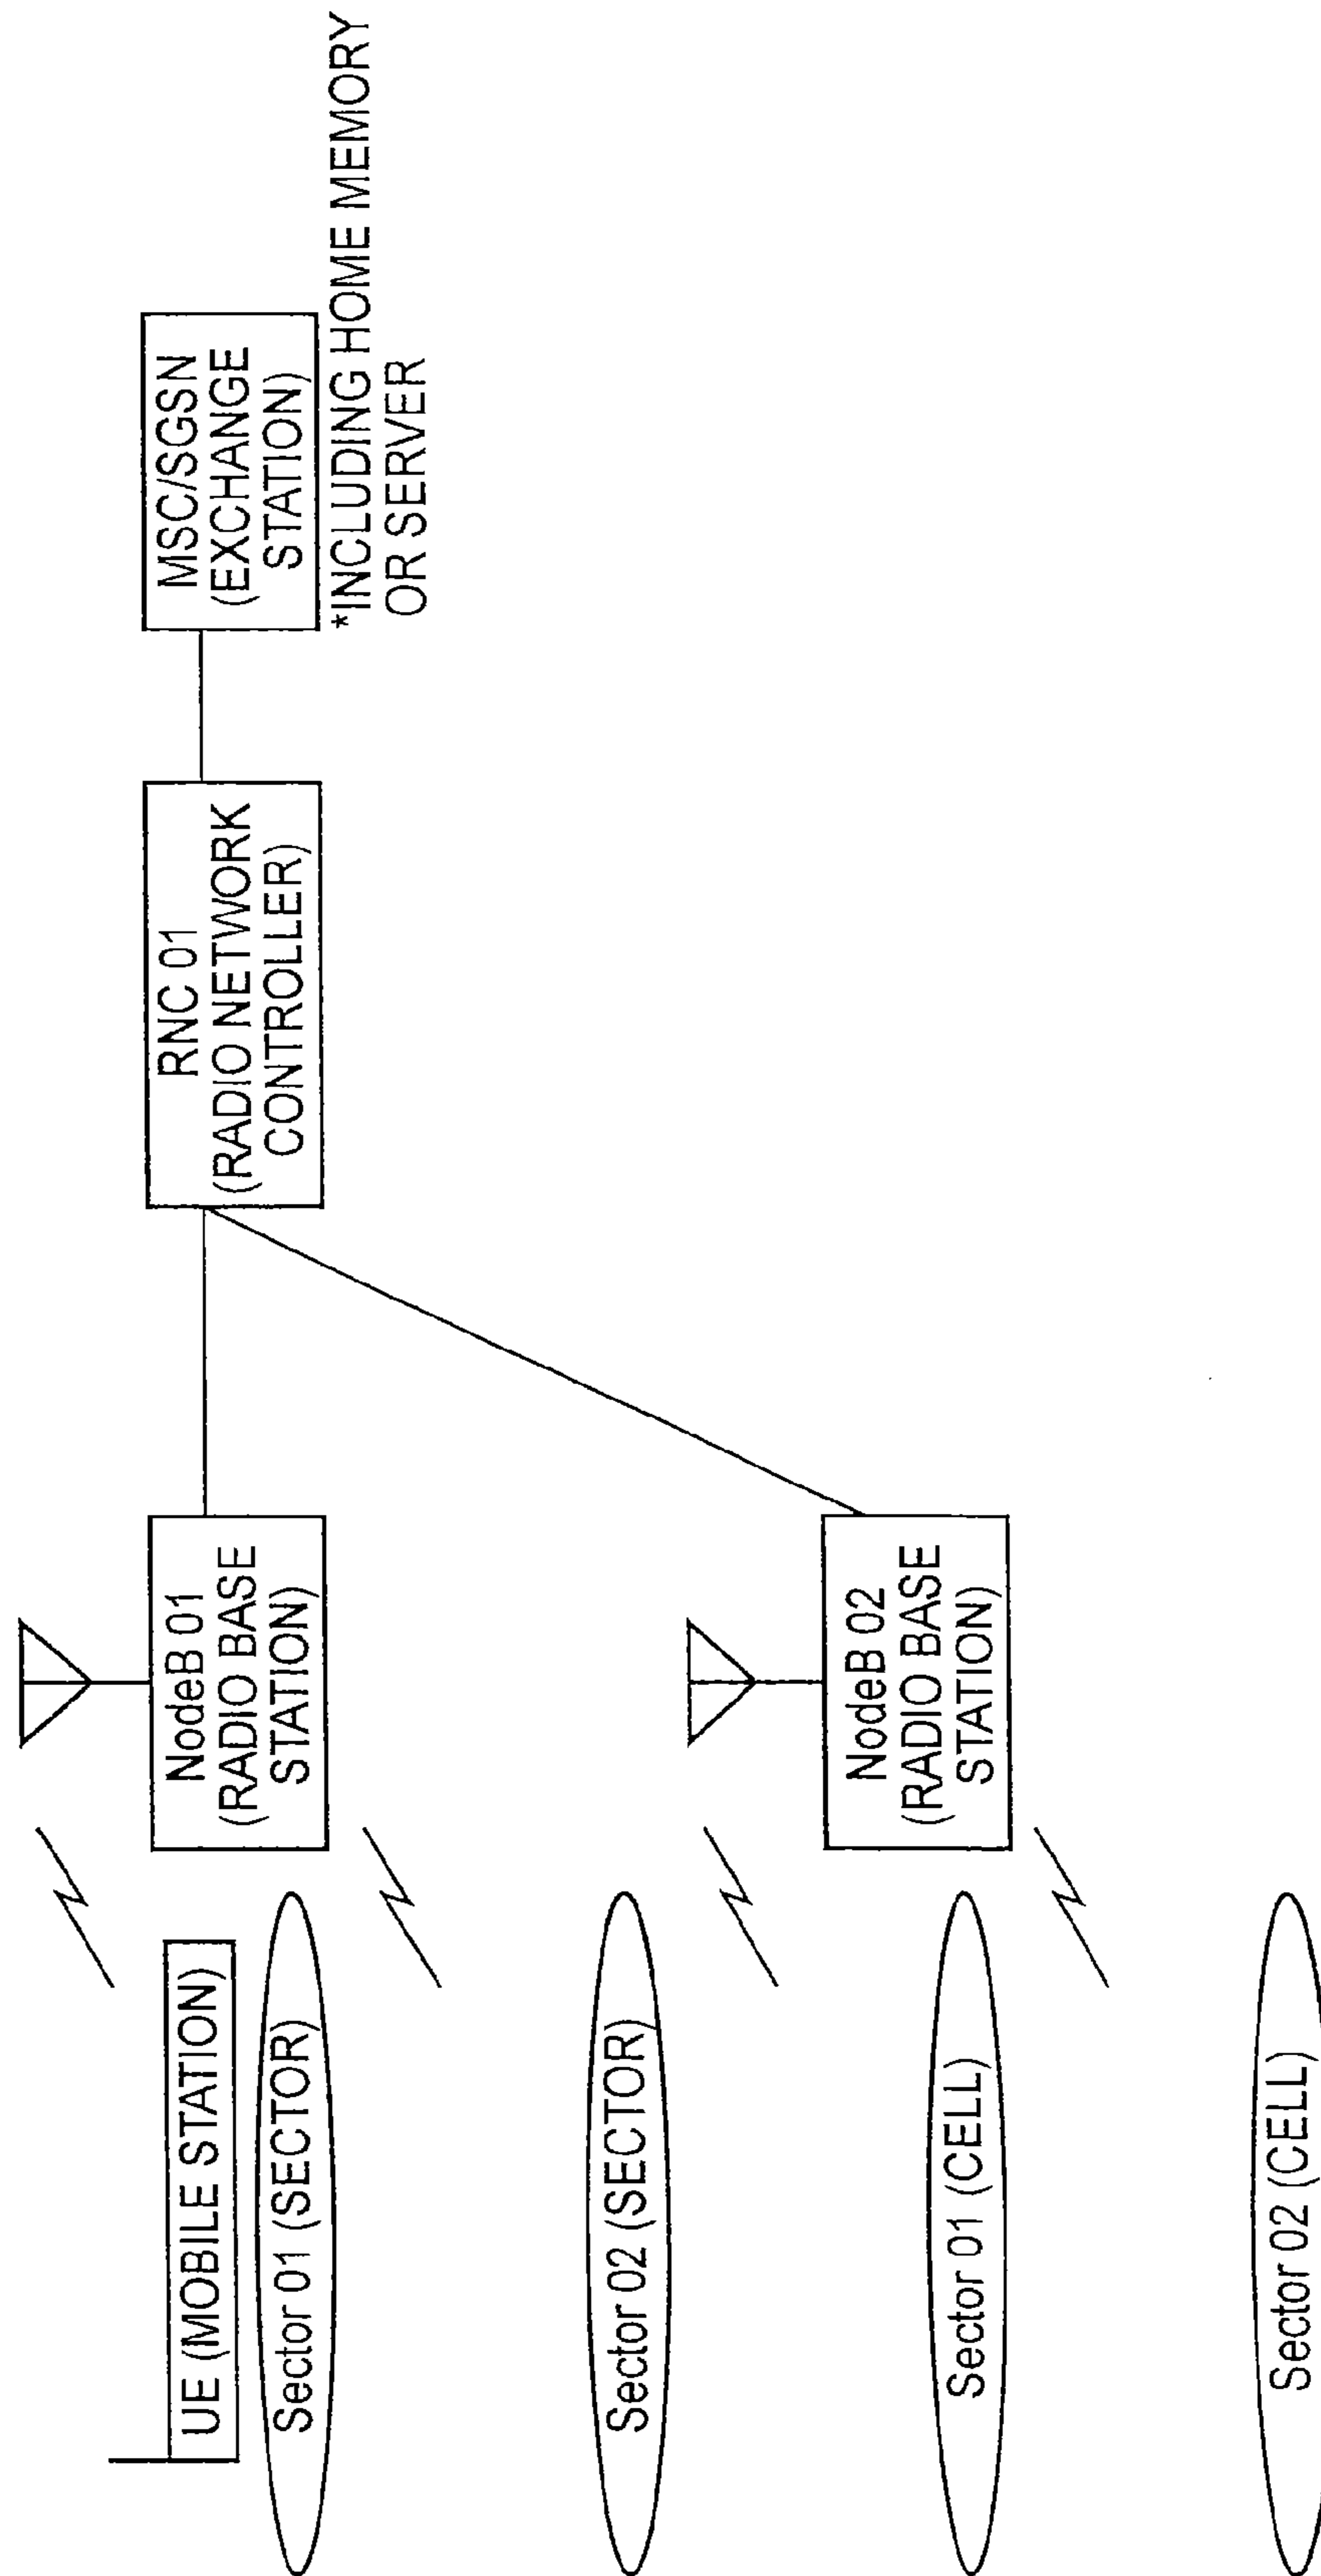 UE (MOBILE STATION)
Sector 01 (SECTOR)
Sector 02 (SECTOR)
Sector 01 (CELL)
Sector 02 (CELL)
NodeB 01
(RADIO BASE
STATION)
NodeB 02
(RADIO BASE
STATION)
RNC 01
(RADIO NETWORK
CONTROLLER)
MSC/SGSN
(EXCHANGE
STATION)
*INCLUDING HOME MEMORY
OR SERVER